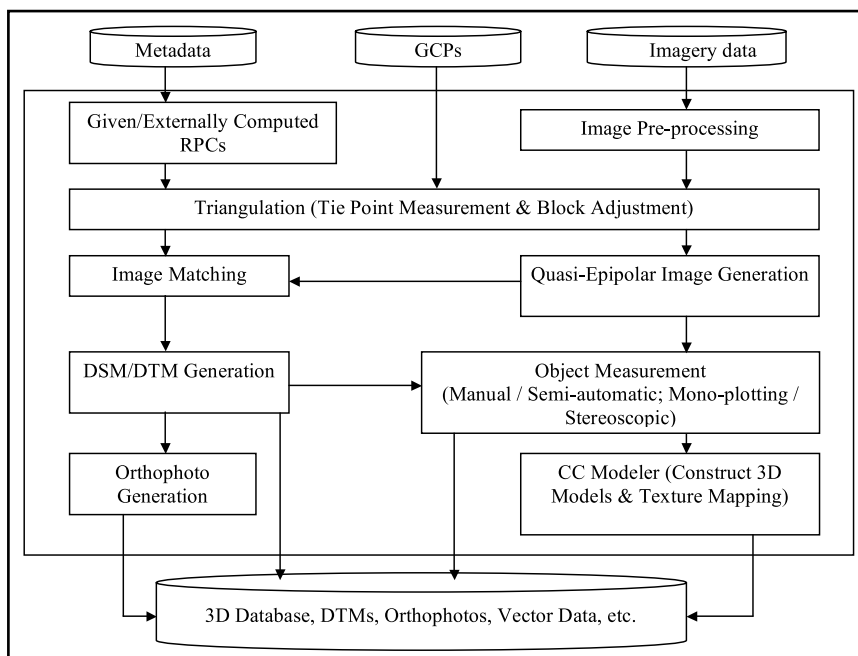 Metadata
GCPs
Imagery data
Given/Externally Computed
RPCs
Image Pre-processing
Triangulation (Tie Point Measurement & Block Adjustment)
Image Matching
Quasi-Epipolar Image Generation
DSM/DTM Generation
Object Measurement
(Manual / Semi-automatic; Mono-plotting /
Stereoscopic)
Orthophoto
Generation
CC Modeler (Construct 3D
Models & Texture Mapping)
3D Database, DTMs, Orthophotos, Vector Data, etc.